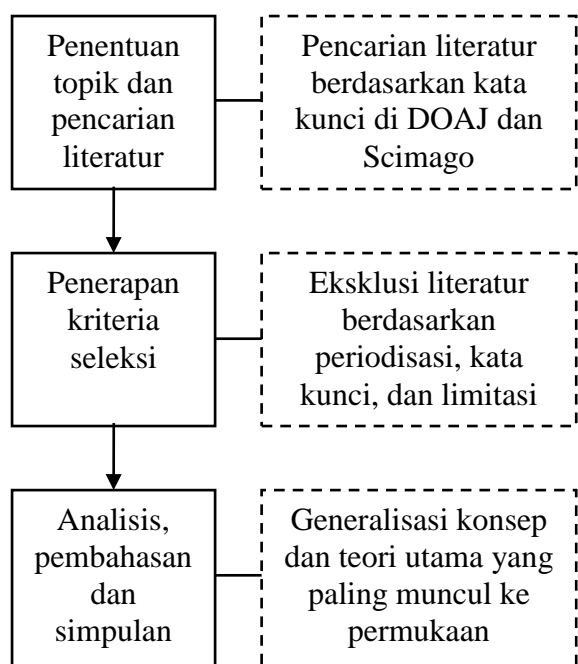 Penentuan
topik dan
pencarian
literatur
Pencarian literatur
berdasarkan kata
kunci di DOAJ dan
Scimago
Penerapan
kriteria
seleksi
Eksklusi literatur
berdasarkan
periodisasi, kata
kunci, dan limitasi
Analisis,
pembahasan
dan
simpulan
Generalisasi konsep
dan teori utama yang
paling muncul ke
permukaan